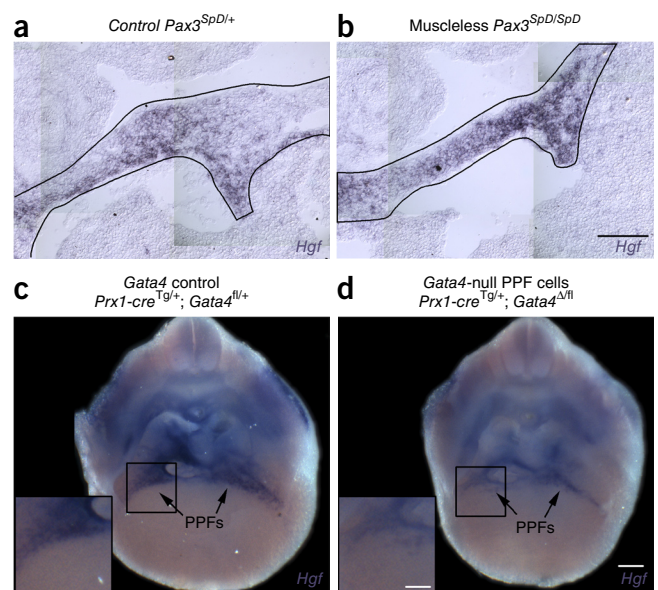 a
Control Pax3SpD/+
b
Muscleless Pax3SpD/SpD
Hgf
Hgf
c
Gata4 control
Prx1-creTg/+; Gata4fl/+
d
Gata4-null PPF cells
Prx1-creTg/+; Gata4Δ/fl
PPFs
PPFs
Hgf
Hgf